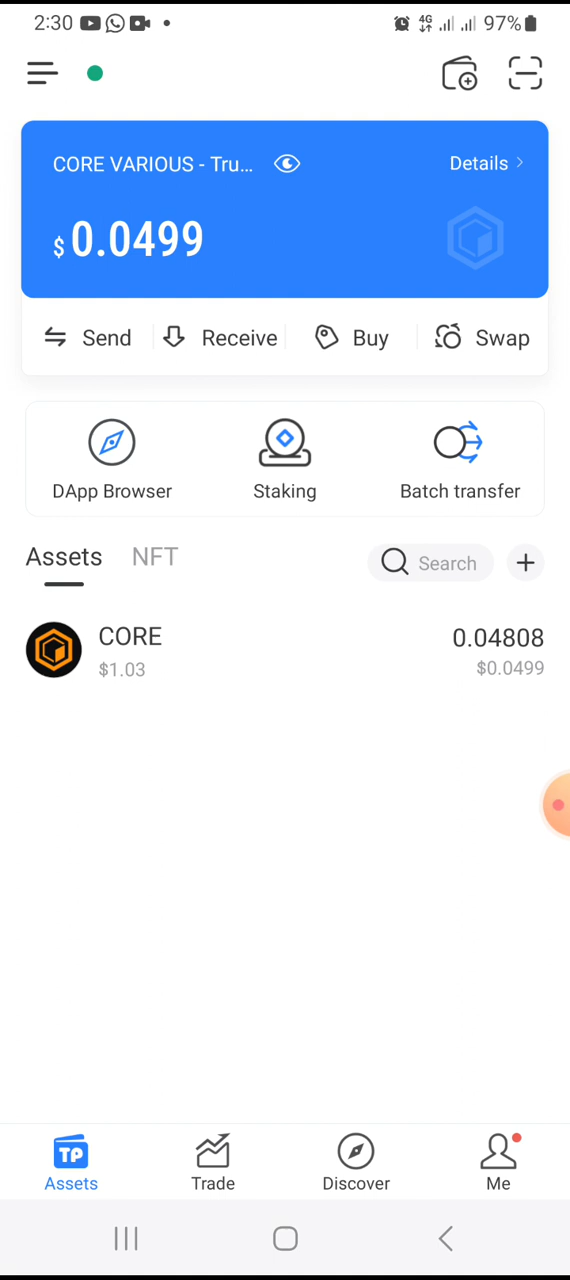 2:30 4G 97%
CORE VARIOUS - Tru... Details >
$ 0.0499
Send Receive Buy Swap
DApp Browser Staking Batch transfer
Assets NFT Search
CORE 0.04808
$1.03 $0.0499
TP
Assets Trade Discover Me